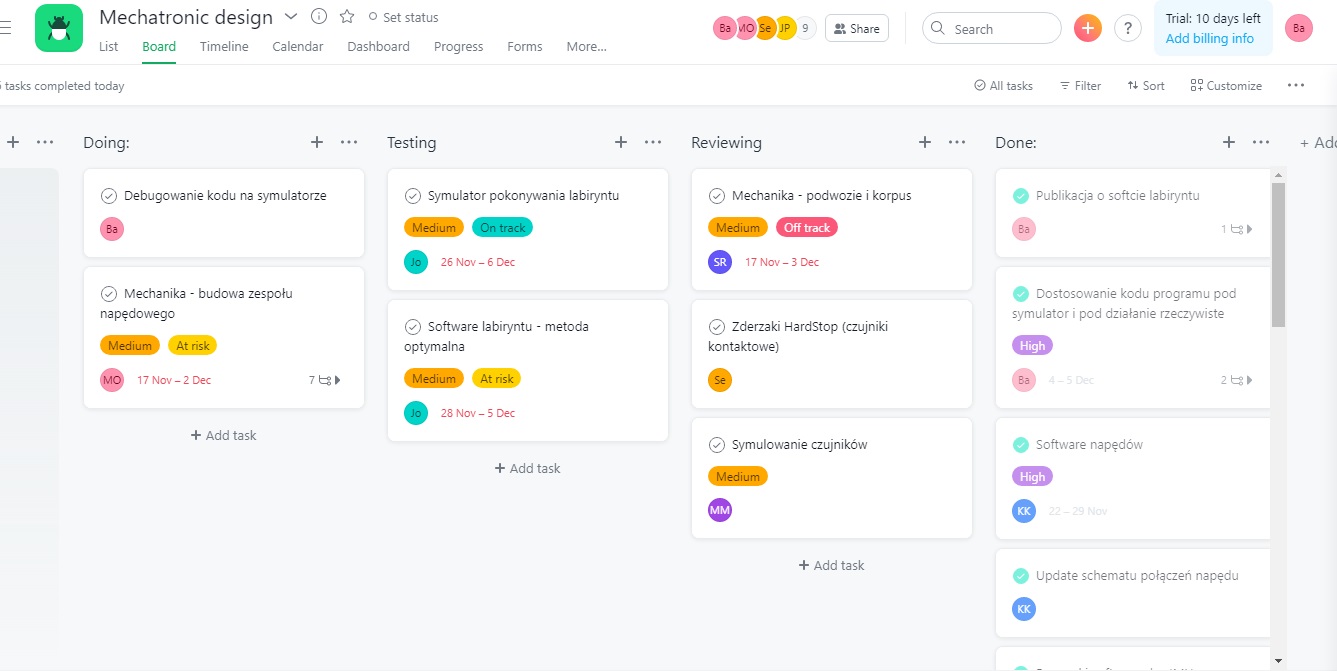 Mechatronic design
Set status
Ba MO Se JP 9
Share
Search
?
Trial: 10 days left
Add billing info
Ba
List Board Timeline Calendar Dashboard Progress Forms More...
tasks completed today
All tasks Filter Sort Customize
Doing:
Debugowanie kodu na symulatorze
Ba
Mechanika - budowa zespołu
napędowego
Medium At risk
MO 17 Nov – 2 Dec 7
+ Add task
Testing
Symulator pokonywania labiryntu
Medium On track
Jo 26 Nov – 6 Dec
Software labiryntu - metoda
optymalna
Medium At risk
Jo 28 Nov – 5 Dec
+ Add task
Reviewing
Mechanika - podwozie i korpus
Medium Off track
SR 17 Nov – 3 Dec
Zderzaki HardStop (czujniki
kontaktowe)
Se
Symulowanie czujników
Medium
MM
+ Add task
Done:
Publikacja o softcie labiryntu
Ba 1
Dostosowanie kodu programu pod
symulator i pod działanie rzeczywiste
High
Ba 4 – 5 Dec 2
Software napędów
High
KK 22 – 29 Nov
Update schematu połączeń napędu
KK
+ Add